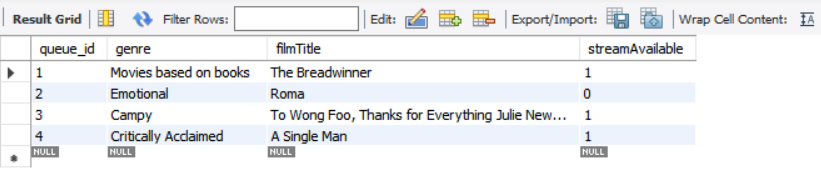 Result Grid Filter Rows: Edit: Export/Import: Wrap Cell Content: IA
queue_id genre filmTitle streamAvailable
1 Movies based on books The Breadwinner 1
2 Emotional Roma 0
3 Campy To Wong Foo, Thanks for Everything Julie New... 1
4 Critically Acclaimed A Single Man 1
NULL NULL NULL NULL